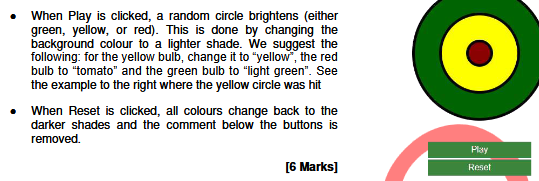 • When Play is clicked, a random circle brightens (either
green, yellow, or red). This is done by changing the
background colour to a lighter shade. We suggest the
following: for the yellow bulb, change it to “yellow”, the red
bulb to “tomato” and the green bulb to “light green”. See
the example to the right where the yellow circle was hit
• When Reset is clicked, all colours change back to the
darker shades and the comment below the buttons is
removed.
[6 Marks]
Play
Reset